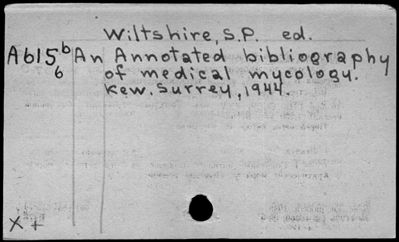 Wiltshire, S.P. ed.
A615b An Annotated bibliography
6 of medical mycology.
Kew. Surrey, 1944.
X +